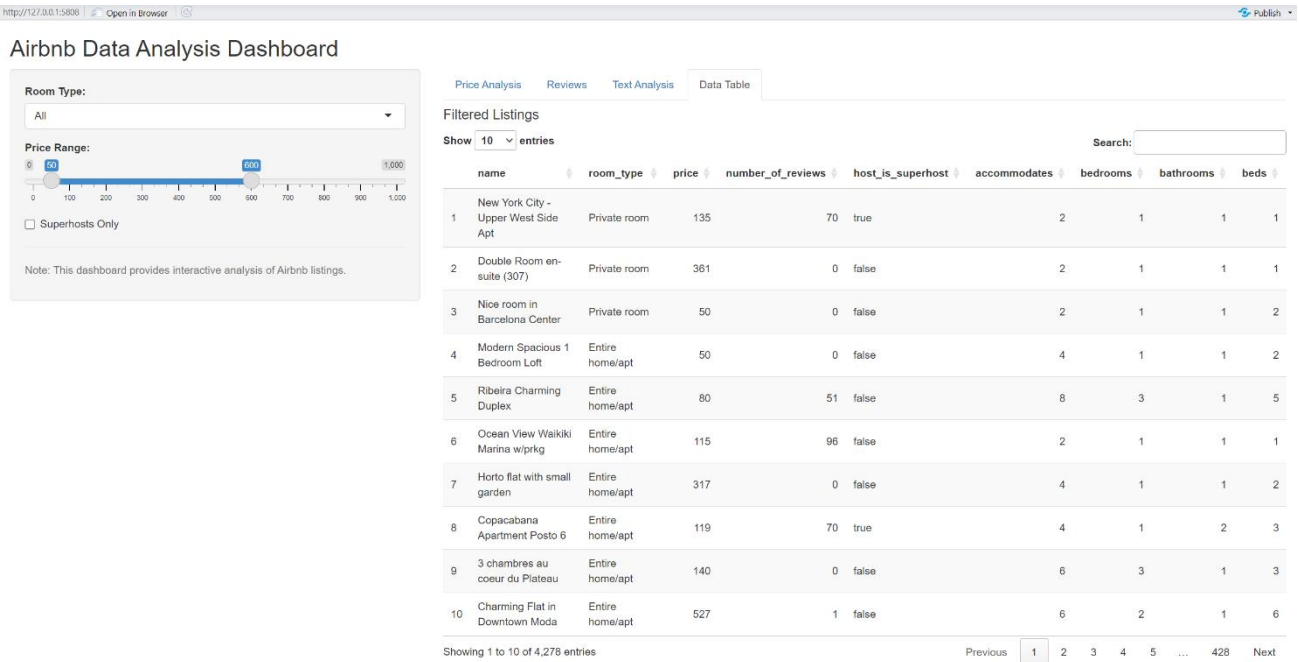 http://127.0.0.1:5808 Open in Browser Publish
Airbnb Data Analysis Dashboard
Room Type:
All
Price Range:
0 50 600 1,000
0 100 200 300 400 500 600 700 800 900 1,000
Superhosts Only
Note: This dashboard provides interactive analysis of Airbnb listings.
Price Analysis Reviews Text Analysis Data Table
Filtered Listings
Show 10 entries Search:
name room_type price number_of_reviews host_is_superhost accommodates bedrooms bathrooms beds
New York City -
1 Upper West Side Private room 135 70 true 2 1 1 1
Apt
2 Double Room en- Private room 361 0 false 2 1 1 1
suite (307)
3 Nice room in Private room 50 0 false 2 1 1 2
Barcelona Center
4 Modern Spacious 1 Entire 50 0 false 4 1 1 2
Bedroom Loft home/apt
5 Ribeira Charming Entire 80 51 false 8 3 1 5
Duplex home/apt
6 Ocean View Waikiki Entire 115 96 false 2 1 1 1
Marina w/prkg home/apt
7 Horto flat with small Entire 317 0 false 4 1 1 2
garden home/apt
8 Copacabana Entire 119 70 true 4 1 2 3
Apartment Posto 6 home/apt
9 3 chambres au Entire 140 0 false 6 3 1 3
coeur du Plateau home/apt
10 Charming Flat in Entire 527 1 false 6 2 1 6
Downtown Moda home/apt
Showing 1 to 10 of 4,278 entries Previous 1 2 3 4 5 … 428 Next